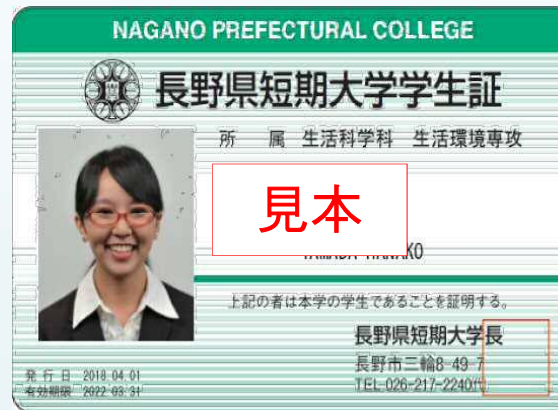 NAGANO PREFECTURAL COLLEGE
長野県短期大学学生証
所 属 生活科学科 生活環境専攻
見本
YAMADA HANAKO
上記の者は本学の学生であることを証明する。
長野県短期大学長
長野市三輪8-49-7
TEL 026-217-2240㈹
発 行 日 2018.04.01
有効期限 2022.03.31